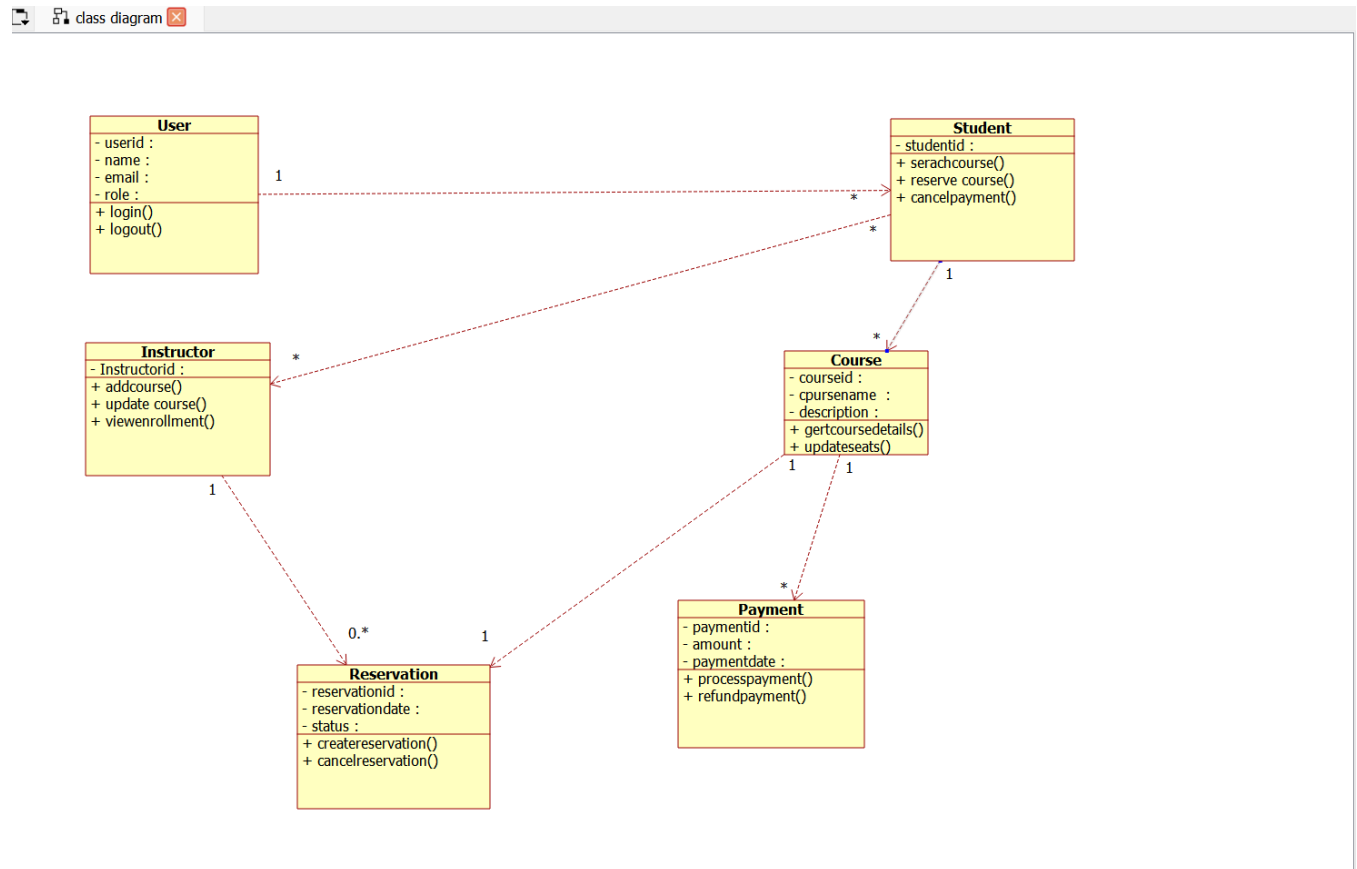 class diagram
User
- userid :
- name :
- email :
- role :
+ login()
+ logout()
1
*
Student
- studentid :
+ serachcourse()
+ reserve course()
+ cancelpayment()
*
1
Instructor
- Instructorid :
+ addcourse()
+ update course()
+ viewenrollment()
*
1
*
Course
- courseid :
- cpursename :
- description :
+ gertcoursedetails()
+ updateseats()
1
1
0.*
1
*
Reservation
- reservationid :
- reservationdate :
- status :
+ createreservation()
+ cancelreservation()
Payment
- paymentid :
- amount :
- paymentdate :
+ processpayment()
+ refundpayment()